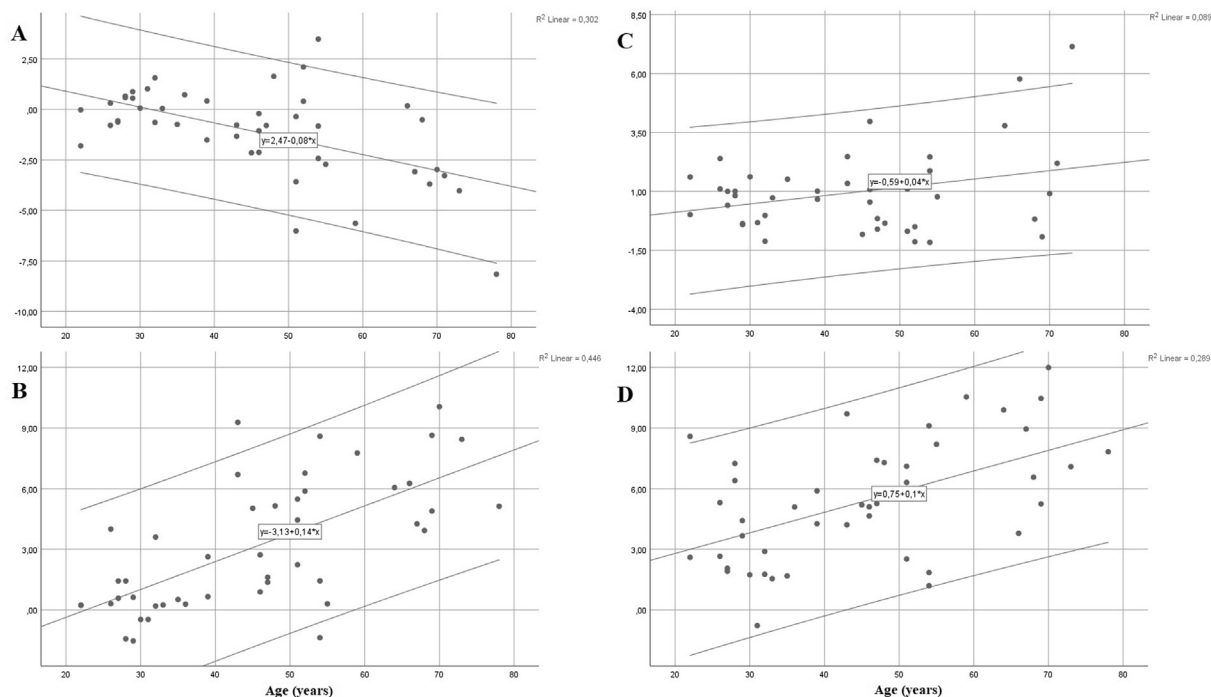 A
R2 Linear = 0,302
2,50
,00
-2,50
-5,00
-7,50
-10,00
y=2,47-0,08*x
20 30 40 50 60 70 80
C
R2 Linear = 0,089
8,50
6,00
3,50
1,00
-1,50
-4,00
y=-0,59+0,04*x
20 30 40 50 60 70 80
B
R2 Linear = 0,446
12,00
9,00
6,00
3,00
,00
y=-3,13+0,14*x
20 30 40 50 60 70 80
Age (years)
D
R2 Linear = 0,289
12,00
9,00
6,00
3,00
,00
y=0,75+0,1*x
20 30 40 50 60 70 80
Age (years)